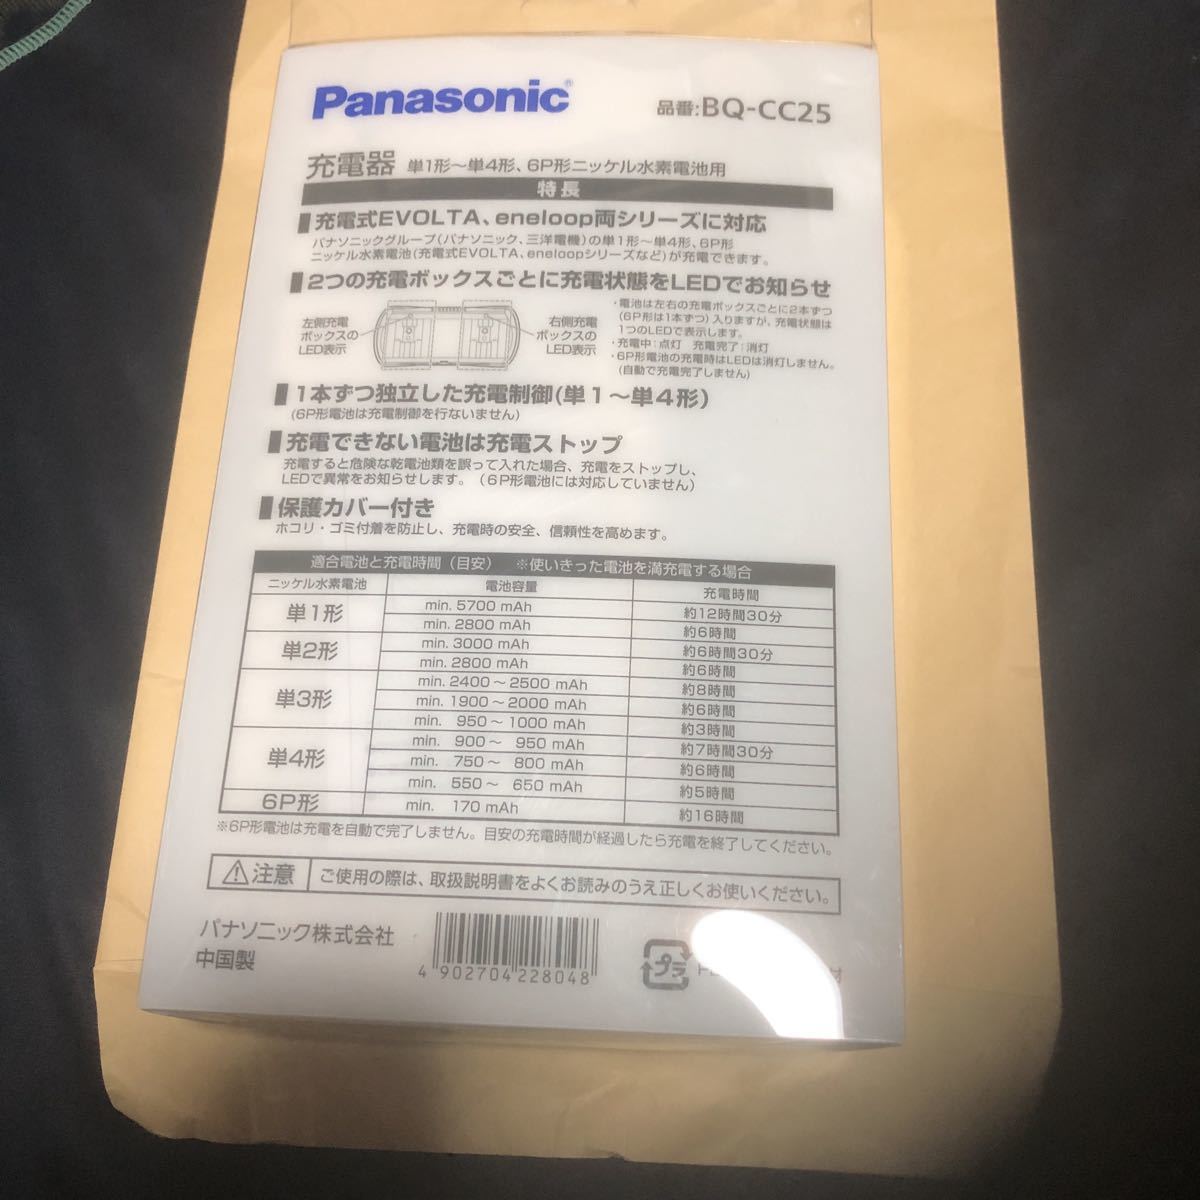 Panasonic®
品番:BQ-CC25
充電器 単1形〜単4形、6P形ニッケル水素電池用
特長
充電式EVOLTA、eneloop両シリーズに対応
パナソニックグループ(パナソニック、三洋電機)の単1形〜単4形、6P形
ニッケル水素電池(充電式EVOLTA、eneloopシリーズなど)が充電できます。
2つの充電ボックスごとに充電状態をLEDでお知らせ
左側充電
ボックスの
LED表示
右側充電
ボックスの
LED表示
・電池は左右の充電ボックスごとに2本ずつ
(6P形は1本ずつ)入りますが、充電状態は
1つのLEDで表示します。
・充電中:点灯 充電完了:消灯
・6P形電池の充電時はLEDは消灯しません。
(自動で充電完了しません)
1本ずつ独立した充電制御(単1〜単4形)
(6P形電池は充電制御を行ないません)
充電できない電池は充電ストップ
充電すると危険な乾電池類を誤って入れた場合、充電をストップし、
LEDで異常をお知らせします。(6P形電池には対応していません)
保護カバー付き
ホコリ・ゴミ付着を防止し、充電時の安全、信頼性を高めます。
適合電池と充電時間(目安) ※使いきった電池を満充電する場合
ニッケル水素電池 電池容量 充電時間
単1形 min. 5700 mAh 約12時間30分
min. 2800 mAh 約6時間
単2形 min. 3000 mAh 約6時間30分
min. 2800 mAh 約6時間
単3形 min. 2400〜2500 mAh 約8時間
min. 1900〜2000 mAh 約6時間
min. 950〜1000 mAh 約3時間
単4形 min. 900〜 950 mAh 約7時間30分
min. 750〜 800 mAh 約6時間
min. 550〜 650 mAh 約5時間
6P形 min. 170 mAh 約16時間
※6P形電池は充電を自動で完了しません。目安の充電時間が経過したら充電を終了してください。
注意 ご使用の際は、取扱説明書をよくお読みのうえ正しくお使いください。
パナソニック株式会社
中国製
4 902704 228048
プラ